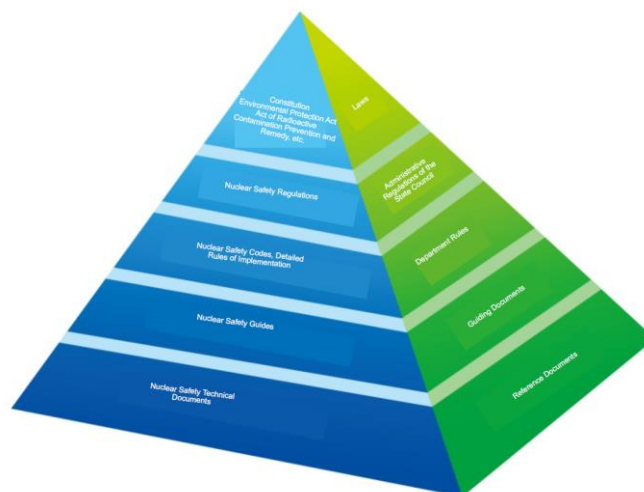 Constitution
Environmental Protection Act
Act of Radioactive
Contamination Prevention and
Remedy, etc.
Laws
Nuclear Safety Regulations
Administrative
Regulations of the
State Council
Nuclear Safety Codes, Detailed
Rules of Implementation
Department Rules
Nuclear Safety Guides
Guiding Documents
Nuclear Safety Technical
Documents
Reference Documents